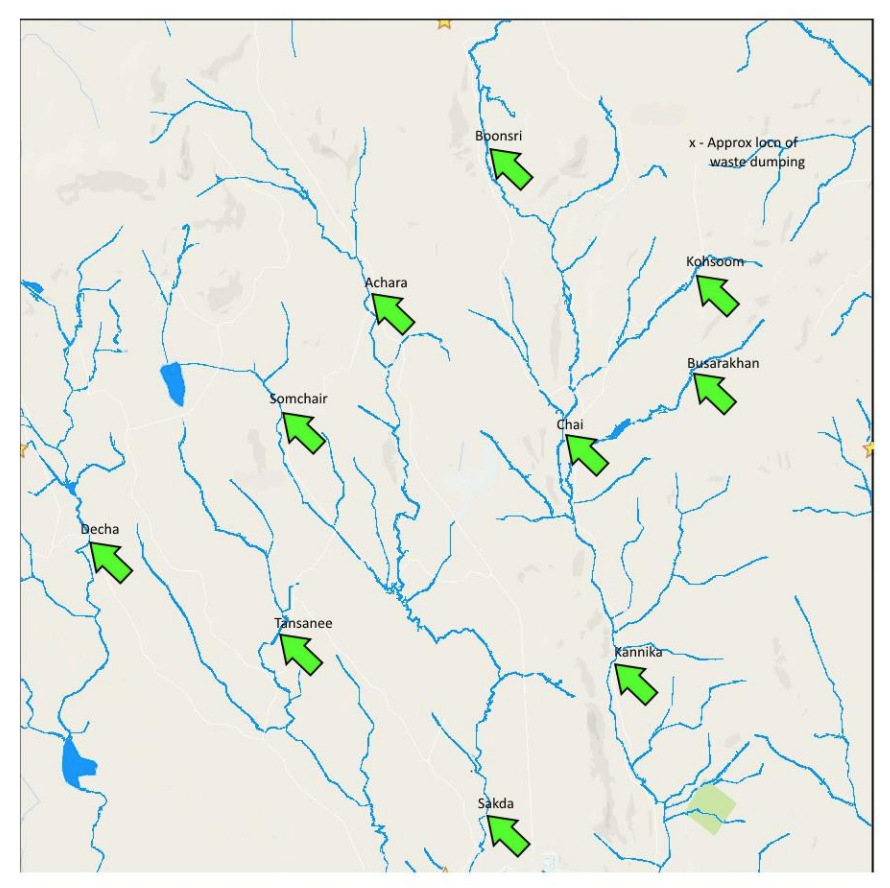 Boonsri
x - Approx locn of
waste dumping
Kohsoom
Achara
Busarakhan
Somchair
Chai
Decha
Tansanee
Kannika
Sakda